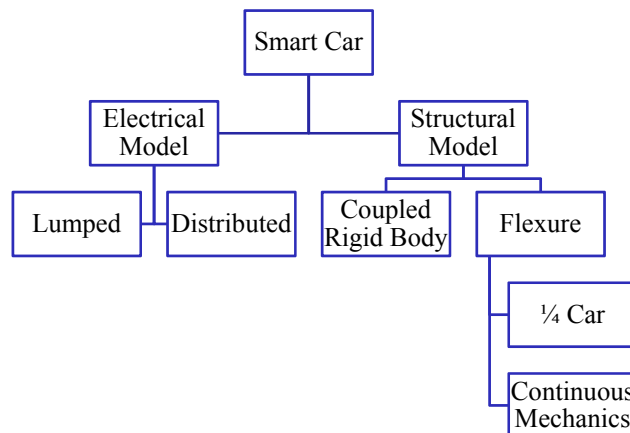 Smart Car
Electrical
Model
Structural
Model
Lumped
Distributed
Coupled
Rigid Body
Flexure
¼ Car
Continuous
Mechanics